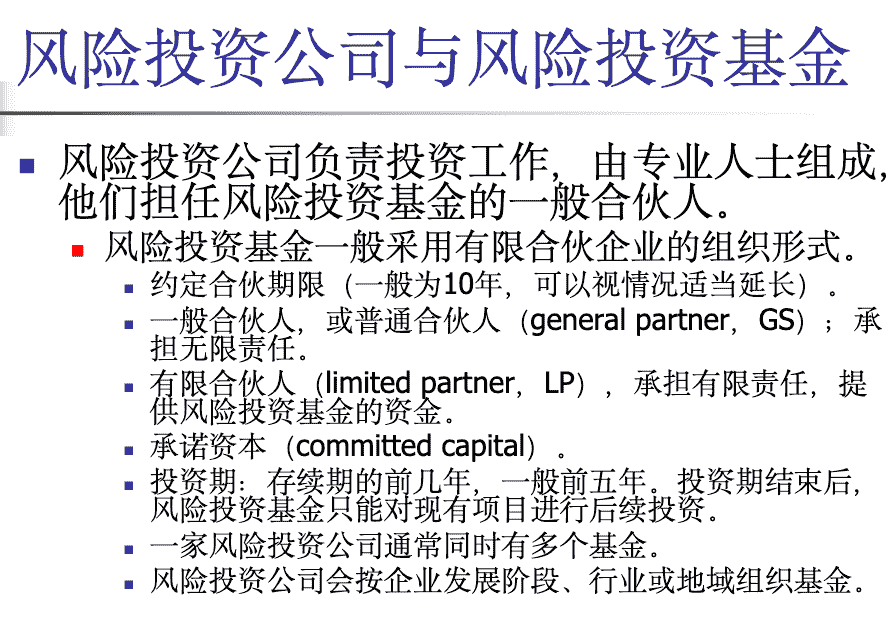 风险投资公司与风险投资基金
风险投资公司负责投资工作，由专业人士组成，
他们担任风险投资基金的一般合伙人。
风险投资基金一般采用有限合伙企业的组织形式。
约定合伙期限（一般为10年，可以视情况适当延长）。
一般合伙人，或普通合伙人（general partner，GS）；承
担无限责任。
有限合伙人（limited partner，LP），承担有限责任，提
供风险投资基金的资金。
承诺资本（committed capital）。
投资期：存续期的前几年，一般前五年。投资期结束后，
风险投资基金只能对现有项目进行后续投资。
一家风险投资公司通常同时有多个基金。
风险投资公司会按企业发展阶段、行业或地域组织基金。